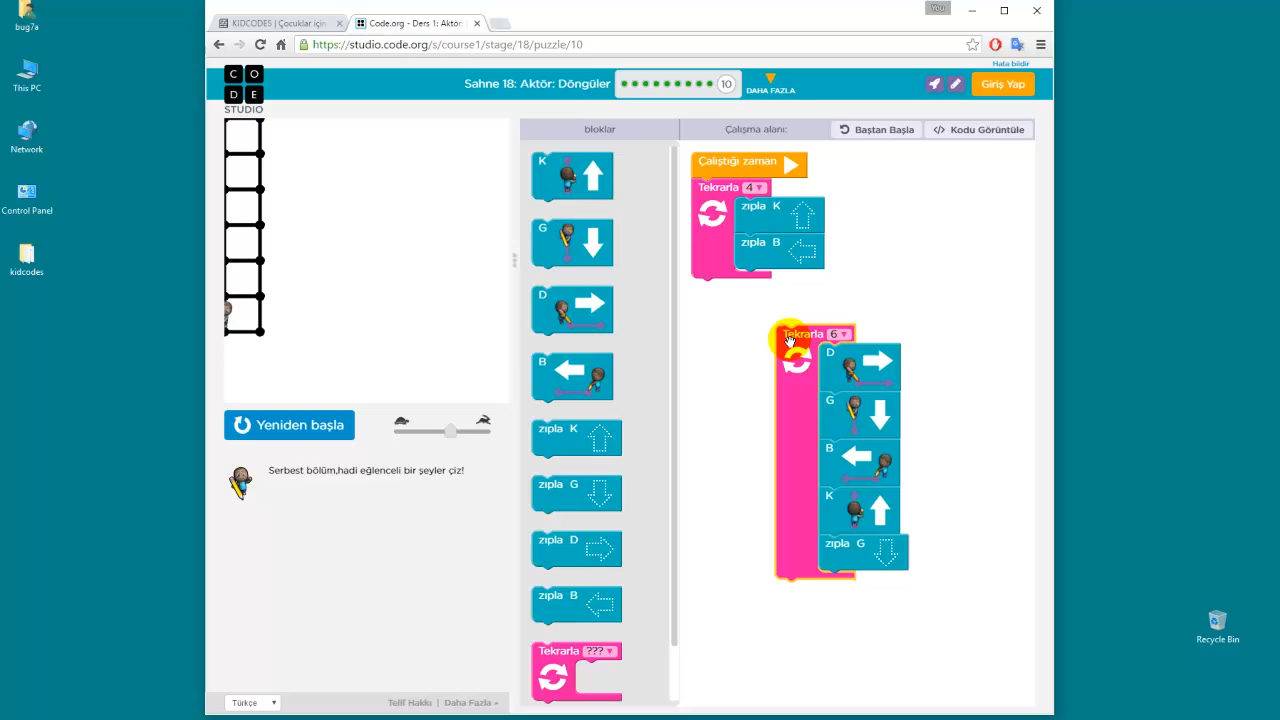 bug7a
This PC
Network
Control Panel
kidcodes
Recycle Bin
You
KIDCODES | Çocuklar için
Code.org - Ders 1: Aktör:
https://studio.code.org/s/course1/stage/18/puzzle/10
Hata bildir
C O
D E
STUDIO
Sahne 18: Aktör: Döngüler
10
DAHA FAZLA
Giriş Yap
bloklar
Çalışma alanı:
Baştan Başla
</> Kodu Görüntüle
K
G
D
B
zıpla K
zıpla G
zıpla D
zıpla B
Tekrarla ???
Çalıştığı zaman
Tekrarla 4
zıpla K
zıpla B
Tekrarla 6
D
G
B
K
zıpla G
Yeniden başla
Serbest bölüm,hadi eğlenceli bir şeyler çiz!
Türkçe
Telif Hakkı | Daha Fazla